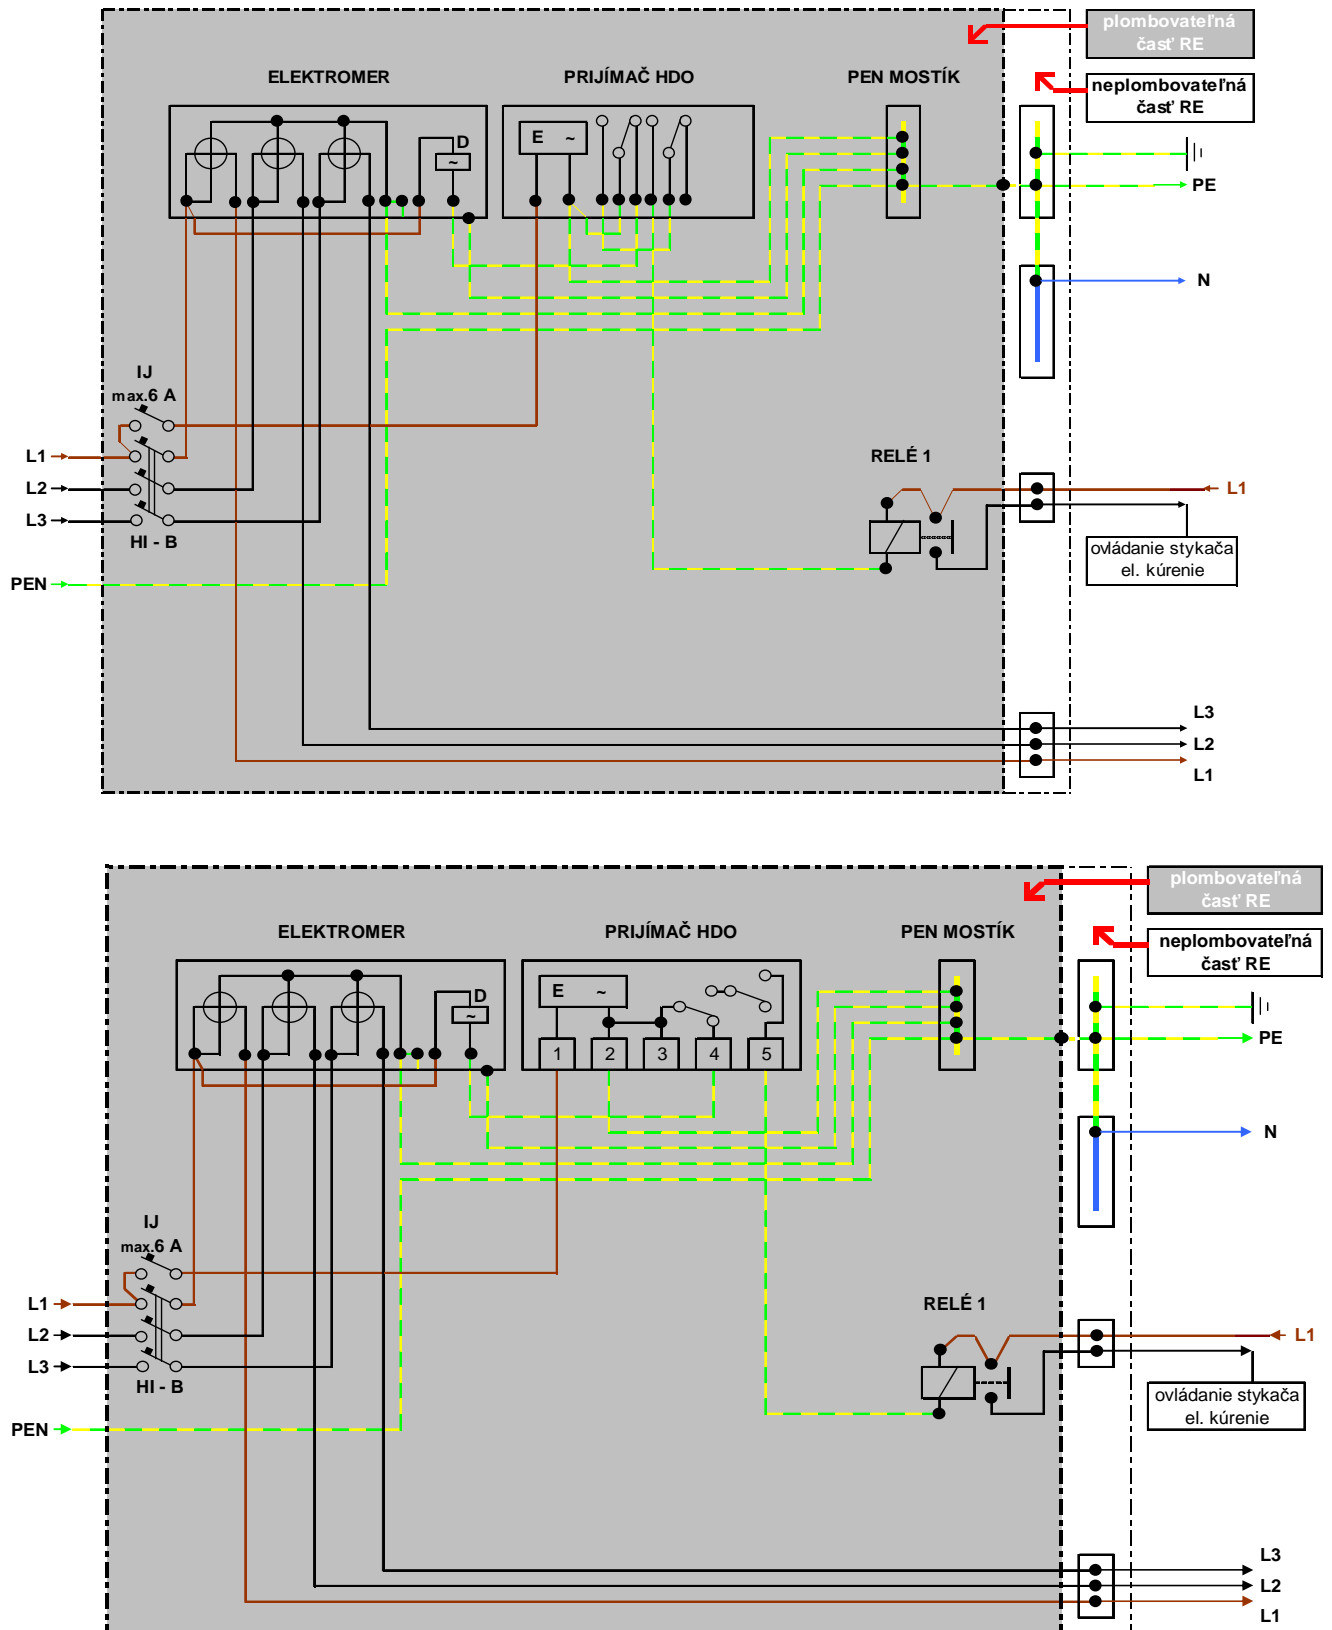 plombovateľná
časť RE
ELEKTROMER
PRIJÍMAČ HDO
PEN MOSTÍK
neplombovateľná
časť RE
E
~
D
~
PE
N
IJ
max.6 A
L1
L2
L3
HI - B
PEN
RELÉ 1
L1
ovládanie stykača
el. kúrenie
L3
L2
L1
plombovateľná
časť RE
ELEKTROMER
PRIJÍMAČ HDO
PEN MOSTÍK
neplombovateľná
časť RE
E
~
D
~
1
2
3
4
5
PE
N
IJ
max.6 A
L1
L2
L3
HI - B
PEN
RELÉ 1
L1
ovládanie stykača
el. kúrenie
L3
L2
L1